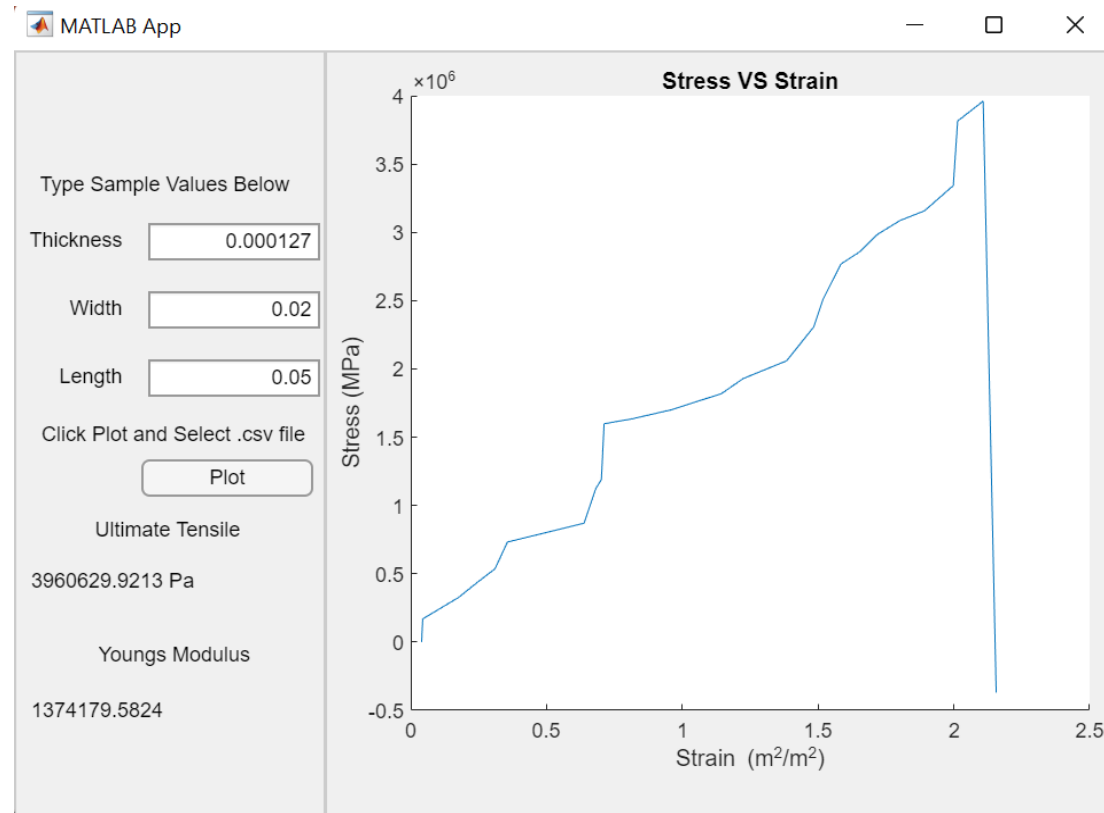 MATLAB App
Type Sample Values Below
Thickness 0.000127
Width 0.02
Length 0.05
Click Plot and Select .csv file
Plot
Ultimate Tensile
3960629.9213 Pa
Youngs Modulus
1374179.5824
×10⁶
Stress VS Strain
4
3.5
3
2.5
2
1.5
1
0.5
0
-0.5
Stress (MPa)
0 0.5 1 1.5 2 2.5
Strain (m²/m²)